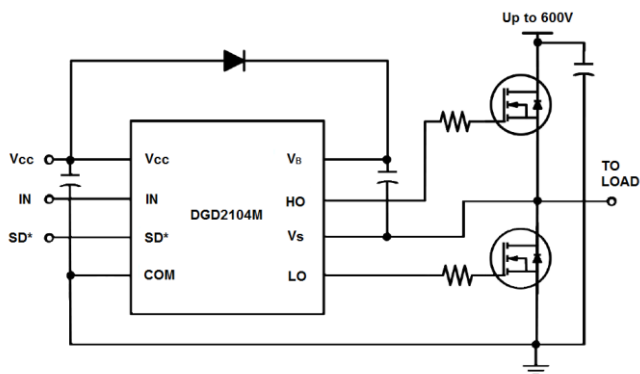 Up to 600V
Vcc
IN
SD*
Vcc
IN
SD*
COM
DGD2104M
VB
HO
Vs
LO
TO
LOAD